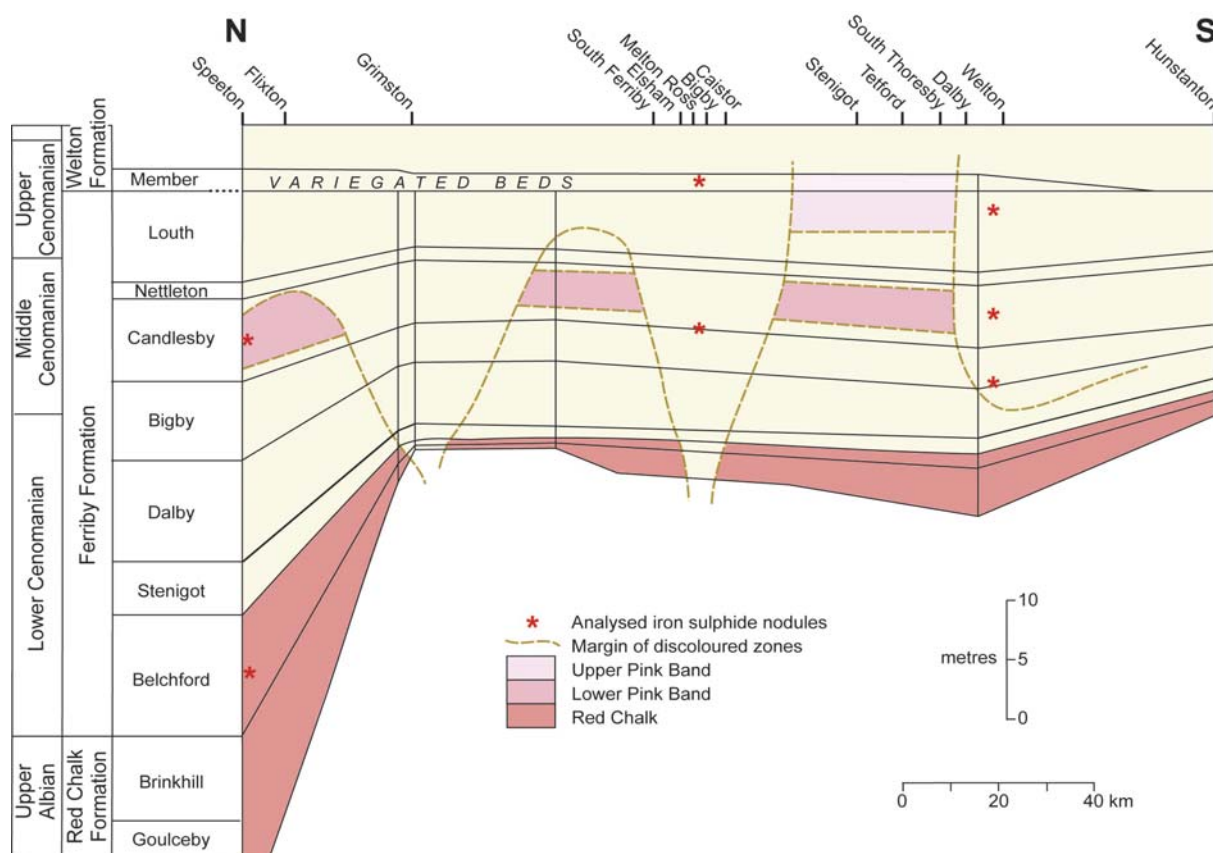 N
S
Speeton
Flixton
Grimston
South Ferriby
Elsham
Melton Ross
Bigby
Caistor
Stenigot
Tetford
South Thoresby
Dalby
Welton
Hunstanton
Upper
Cenomanian
Middle
Cenomanian
Lower Cenomanian
Upper
Albian
Welton
Formation
Ferriby Formation
Red Chalk
Formation
Member
VARIEGATED BEDS
Louth
Nettleton
Candlesby
Bigby
Dalby
Stenigot
Belchford
Brinkhill
Goulceby
* Analysed iron sulphide nodules
Margin of discoloured zones
Upper Pink Band
Lower Pink Band
Red Chalk
metres
10
5
0
0 20 40 km